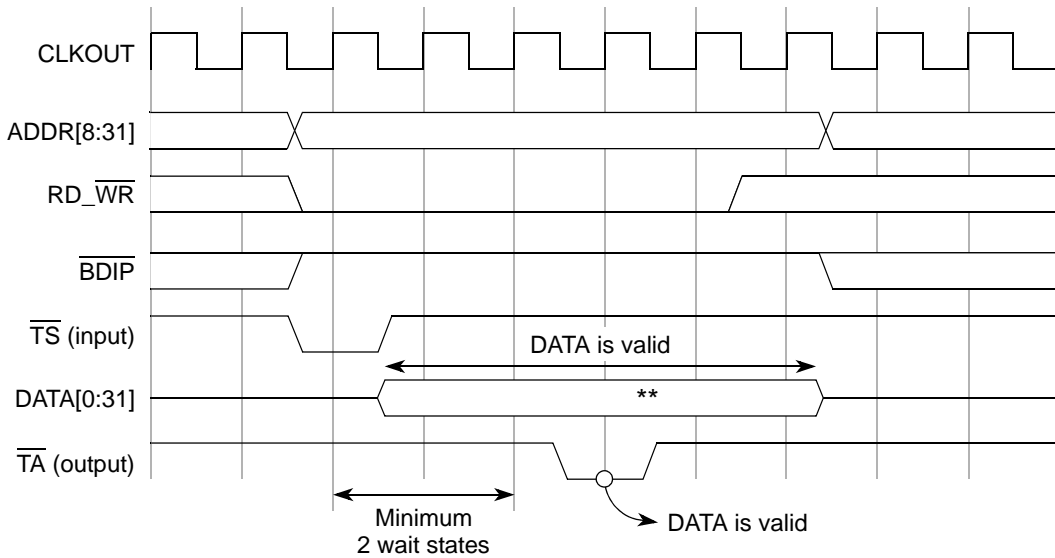 CLKOUT
ADDR[8:31]
RD_WR
BDIP
TS (input)
DATA is valid
DATA[0:31]
**
TA (output)
Minimum
2 wait states
DATA is valid